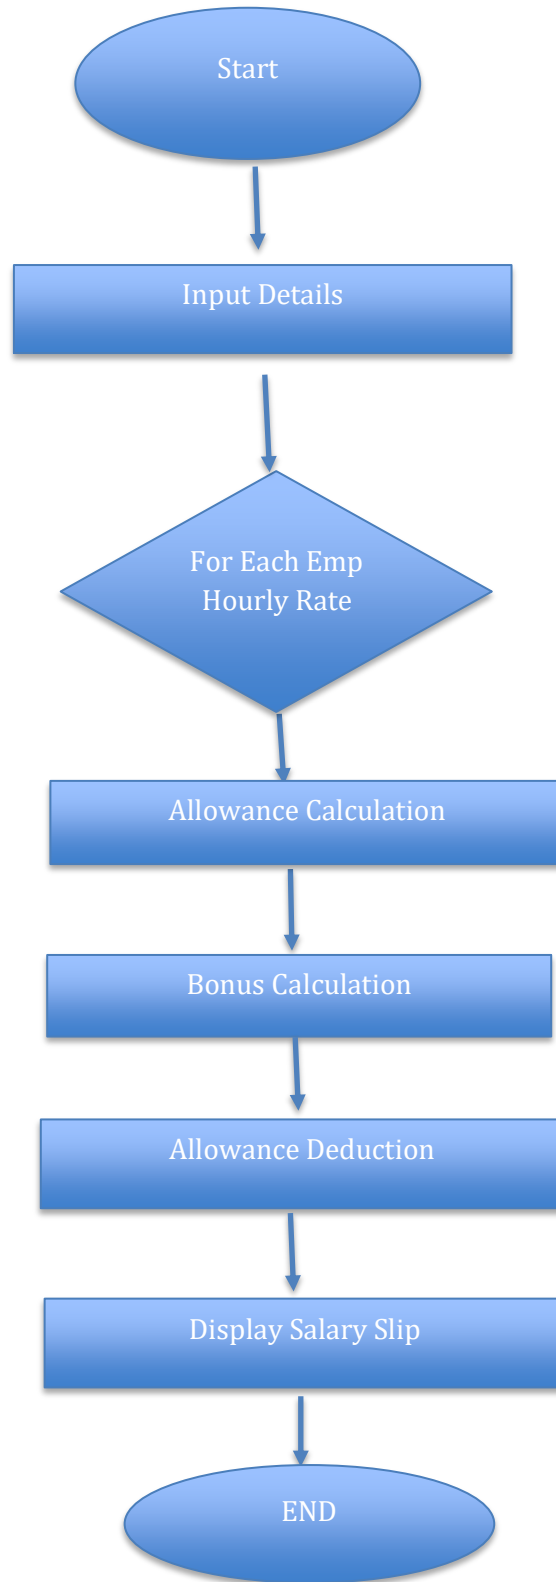 Start
Input Details
For Each Emp
Hourly Rate
Allowance Calculation
Bonus Calculation
Allowance Deduction
Display Salary Slip
END